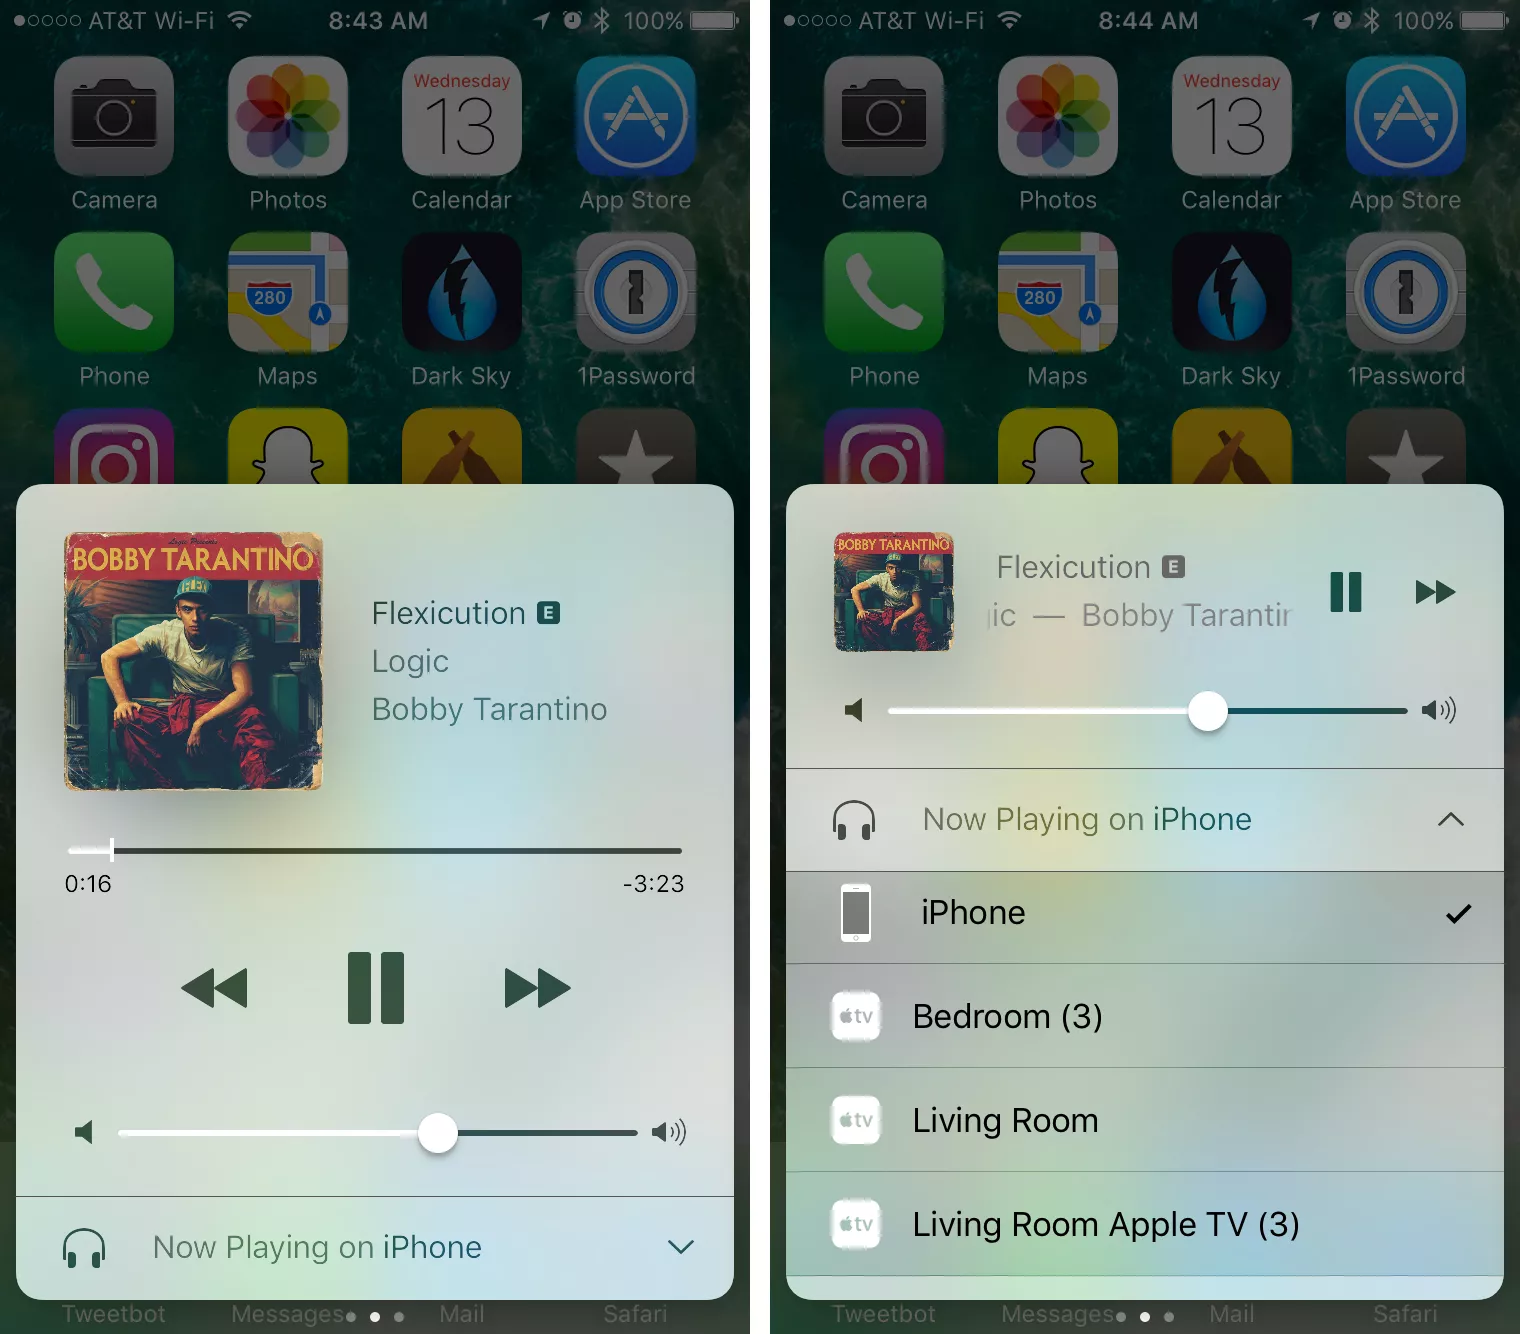 AT&T Wi-Fi 8:43 AM 100%
Wednesday
13
Camera Photos Calendar App Store
280
Phone Maps Dark Sky 1Password
Logic Presents
BOBBY TARANTINO
FLEX
Flexicution E
Logic
Bobby Tarantino
0:16 -3:23
Now Playing on iPhone
Tweetbot Messages Mail Safari
AT&T Wi-Fi 8:44 AM 100%
Wednesday
13
Camera Photos Calendar App Store
280
Phone Maps Dark Sky 1Password
BOBBY TARANTINO
Flexicution E
ic — Bobby Tarantin
Now Playing on iPhone
iPhone
tv Bedroom (3)
tv Living Room
tv Living Room Apple TV (3)
Tweetbot Messages Mail Safari